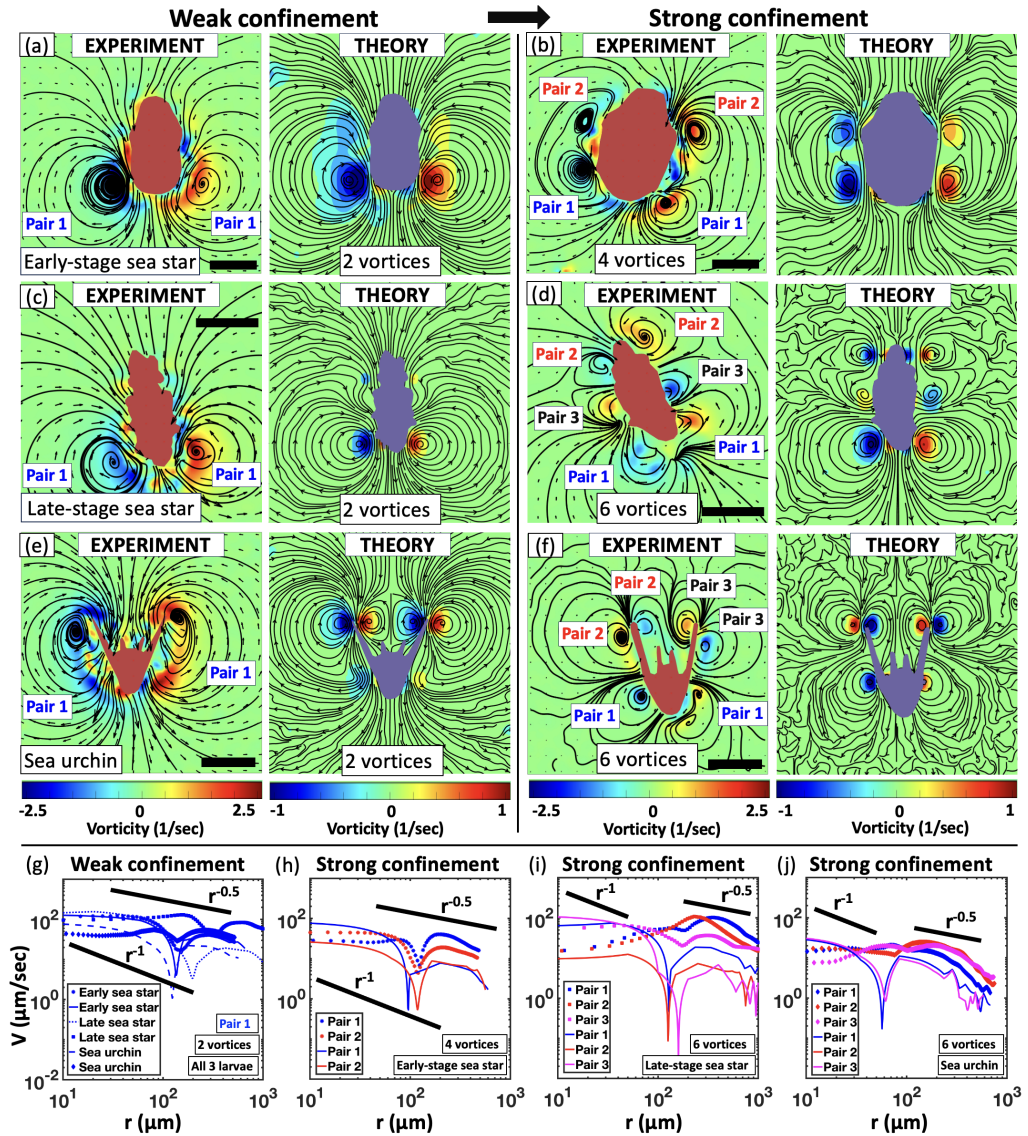 Weak confinement
Strong confinement
(a)
EXPERIMENT
Pair 1
Pair 1
Early-stage sea star
THEORY
2 vortices
(b)
EXPERIMENT
Pair 2
Pair 2
Pair 1
Pair 1
4 vortices
THEORY
(c)
EXPERIMENT
Pair 1
Pair 1
Late-stage sea star
THEORY
2 vortices
(d)
EXPERIMENT
Pair 2
Pair 2
Pair 3
Pair 3
Pair 1
Pair 1
6 vortices
THEORY
(e)
EXPERIMENT
Pair 1
Pair 1
Sea urchin
THEORY
2 vortices
(f)
EXPERIMENT
Pair 2
Pair 3
Pair 2
Pair 3
Pair 1
Pair 1
6 vortices
THEORY
-2.5 0 2.5
Vorticity (1/sec)
-1 0 1
Vorticity (1/sec)
-2.5 0 2.5
Vorticity (1/sec)
-1 0 1
Vorticity (1/sec)
(g) Weak confinement
r^-0.5
r^-1
Early sea star
Early sea star
Late sea star
Late sea star
Sea urchin
Sea urchin
Pair 1
2 vortices
All 3 larvae
V (μm/sec)
10^2
10^0
10^-2
10^1 10^2 10^3
r (μm)
(h) Strong confinement
r^-0.5
r^-1
Pair 1
Pair 2
Pair 1
Pair 2
4 vortices
Early-stage sea star
10^2
10^0
10^1 10^2 10^3
r (μm)
(i) Strong confinement
r^-1
r^-0.5
Pair 1
Pair 2
Pair 3
Pair 1
Pair 2
Pair 3
6 vortices
Late-stage sea star
10^2
10^0
10^1 10^2 10^3
r (μm)
(j) Strong confinement
r^-1
r^-0.5
Pair 1
Pair 2
Pair 3
Pair 1
Pair 2
Pair 3
6 vortices
Sea urchin
10^2
10^0
10^1 10^2 10^3
r (μm)